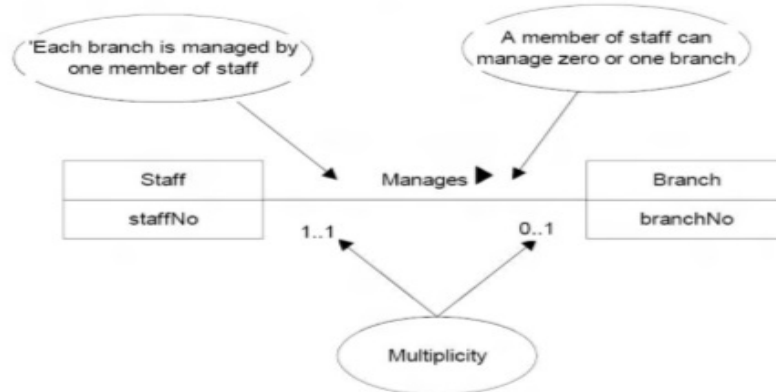 'Each branch is managed by
one member of staff
A member of staff can
manage zero or one branch
Staff
Manages
Branch
staffNo
branchNo
1..1
0..1
Multiplicity